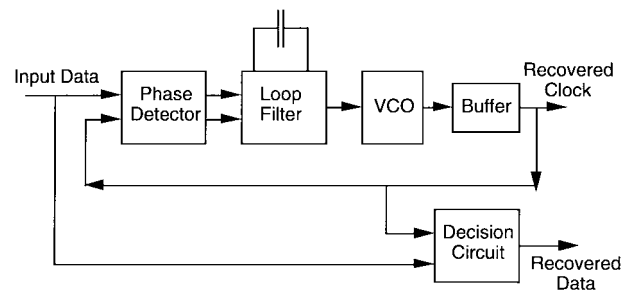 Input Data
Phase
Detector
Loop
Filter
VCO
Buffer
Recovered
Clock
Decision
Circuit
Recovered
Data